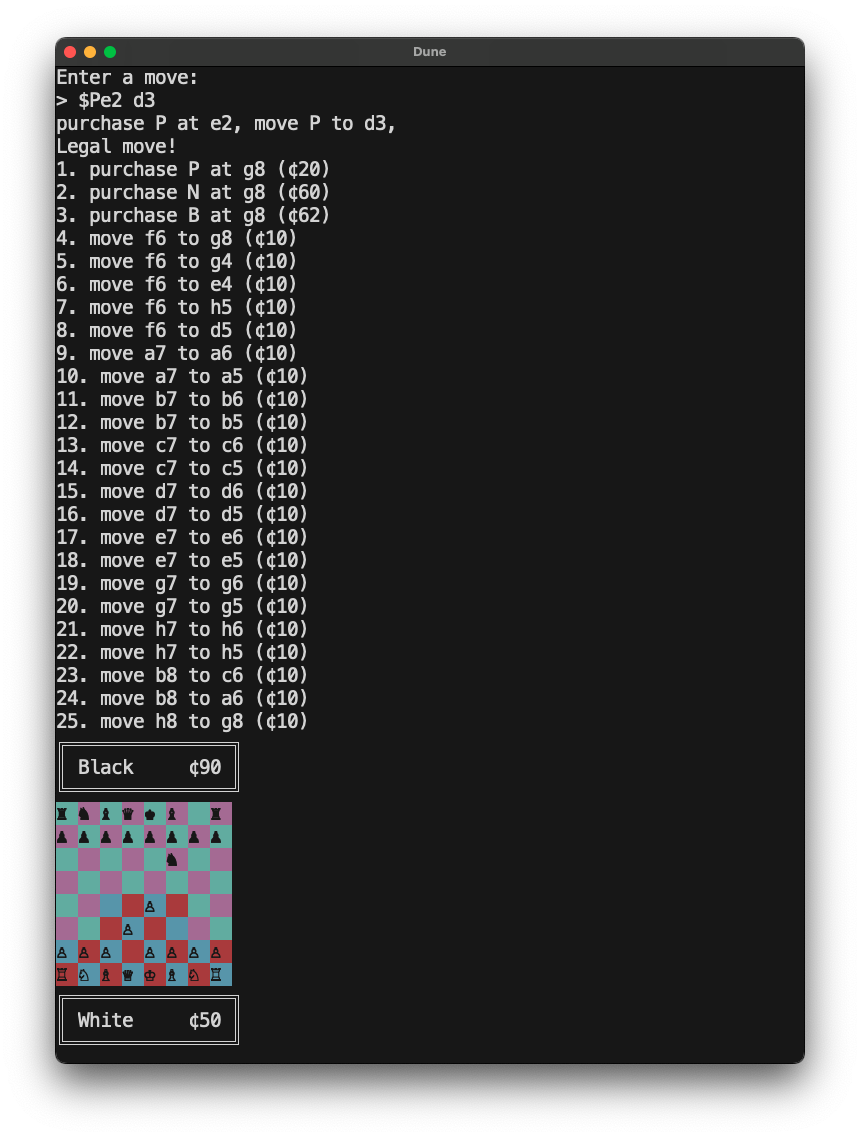 Dune
Enter a move:
> $Pe2 d3
purchase P at e2, move P to d3,
Legal move!
1. purchase P at g8 (¢20)
2. purchase N at g8 (¢60)
3. purchase B at g8 (¢62)
4. move f6 to g8 (¢10)
5. move f6 to g4 (¢10)
6. move f6 to e4 (¢10)
7. move f6 to h5 (¢10)
8. move f6 to d5 (¢10)
9. move a7 to a6 (¢10)
10. move a7 to a5 (¢10)
11. move b7 to b6 (¢10)
12. move b7 to b5 (¢10)
13. move c7 to c6 (¢10)
14. move c7 to c5 (¢10)
15. move d7 to d6 (¢10)
16. move d7 to d5 (¢10)
17. move e7 to e6 (¢10)
18. move e7 to e5 (¢10)
19. move g7 to g6 (¢10)
20. move g7 to g5 (¢10)
21. move h7 to h6 (¢10)
22. move h7 to h5 (¢10)
23. move b8 to c6 (¢10)
24. move b8 to a6 (¢10)
25. move h8 to g8 (¢10)
Black ¢90
White ¢50